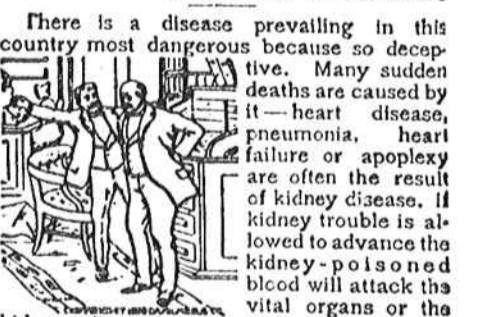 There is a disease prevailing in this
country most dangerous because so decep-
tive. Many sudden
deaths are caused by
it—heart disease,
pneumonia, heart
failure or apoplexy
are often the result
of kidney disease. If
kidney trouble is al-
lowed to advance the
kidney-poisoned
blood will attack the
vital organs or the